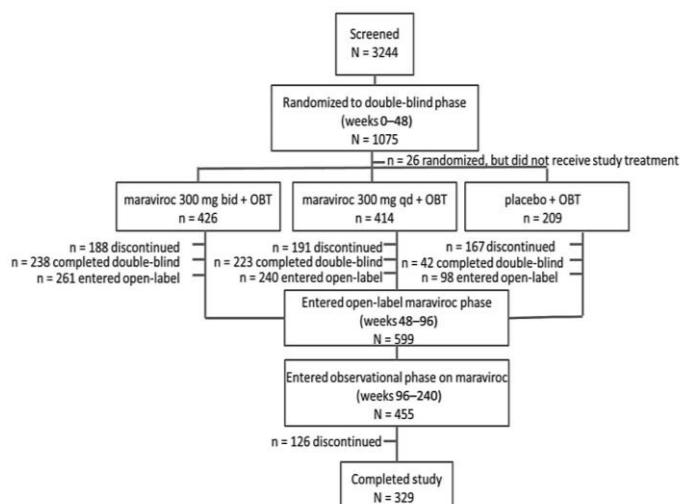 Screened
N = 3244
Randomized to double-blind phase
(weeks 0–48)
N = 1075
n = 26 randomized, but did not receive study treatment
maraviroc 300 mg bid + OBT
n = 426
maraviroc 300 mg qd + OBT
n = 414
placebo + OBT
n = 209
n = 188 discontinued
n = 238 completed double-blind
n = 261 entered open-label
n = 191 discontinued
n = 223 completed double-blind
n = 240 entered open-label
n = 167 discontinued
n = 42 completed double-blind
n = 98 entered open-label
Entered open-label maraviroc phase
(weeks 48–96)
N = 599
Entered observational phase on maraviroc
(weeks 96–240)
N = 455
n = 126 discontinued
Completed study
N = 329